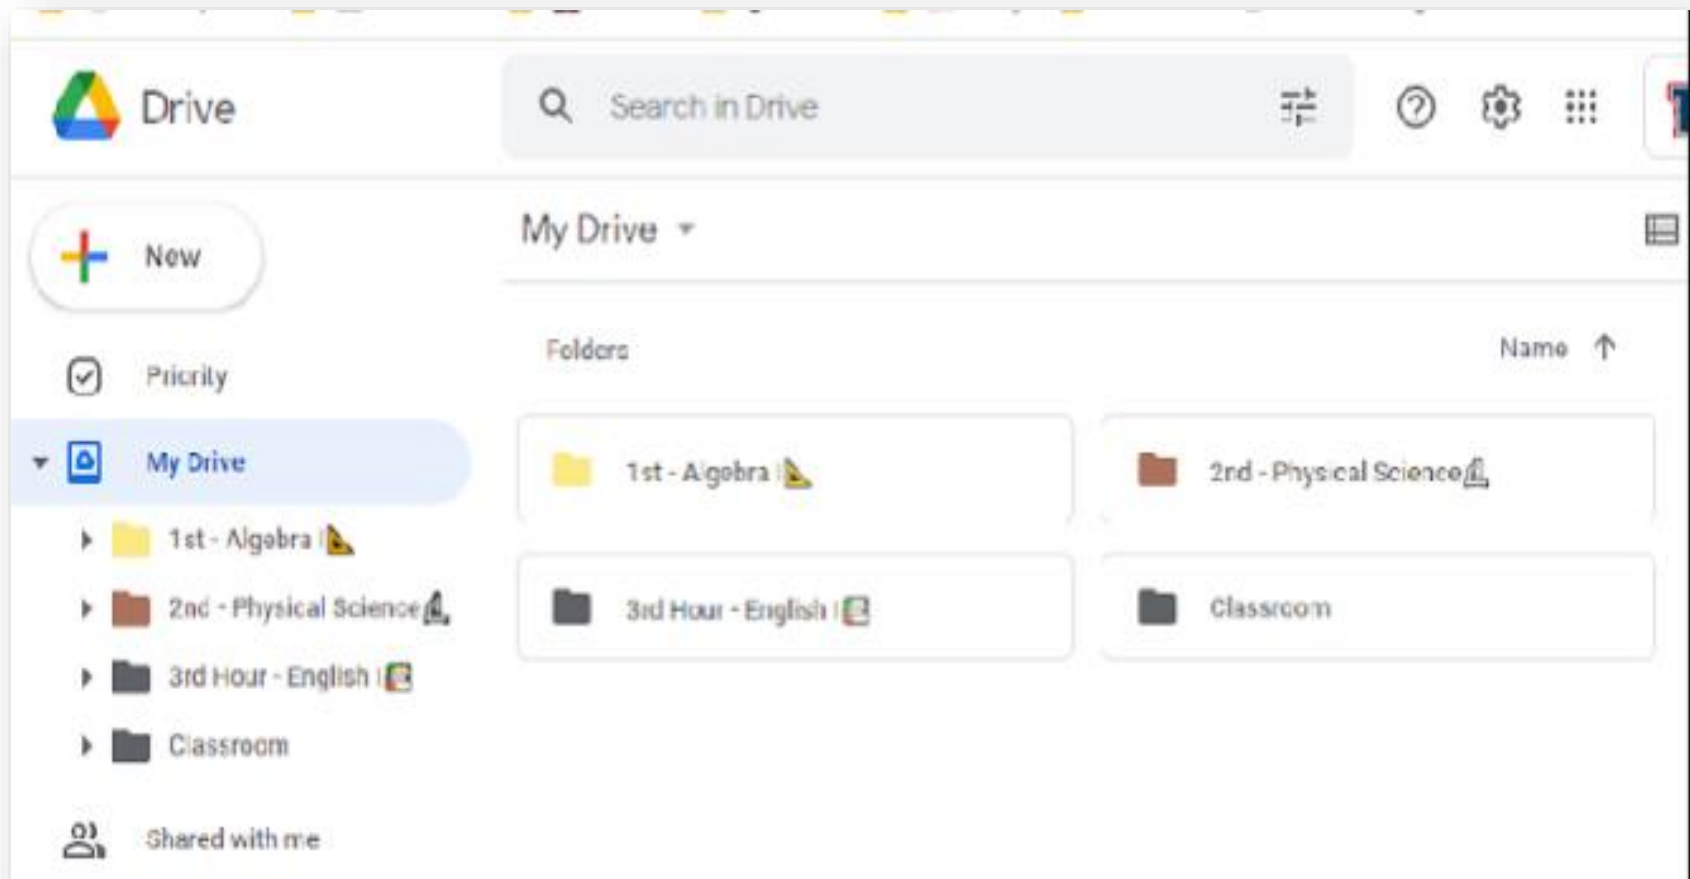 Drive
Search in Drive
New
My Drive
Folders
Name
Priority
My Drive
1st - Algebra I
2nd - Physical Science
1st - Algebra I
2nd - Physical Science
3rd Hour - English I
Classroom
3rd Hour - English I
Classroom
Shared with me